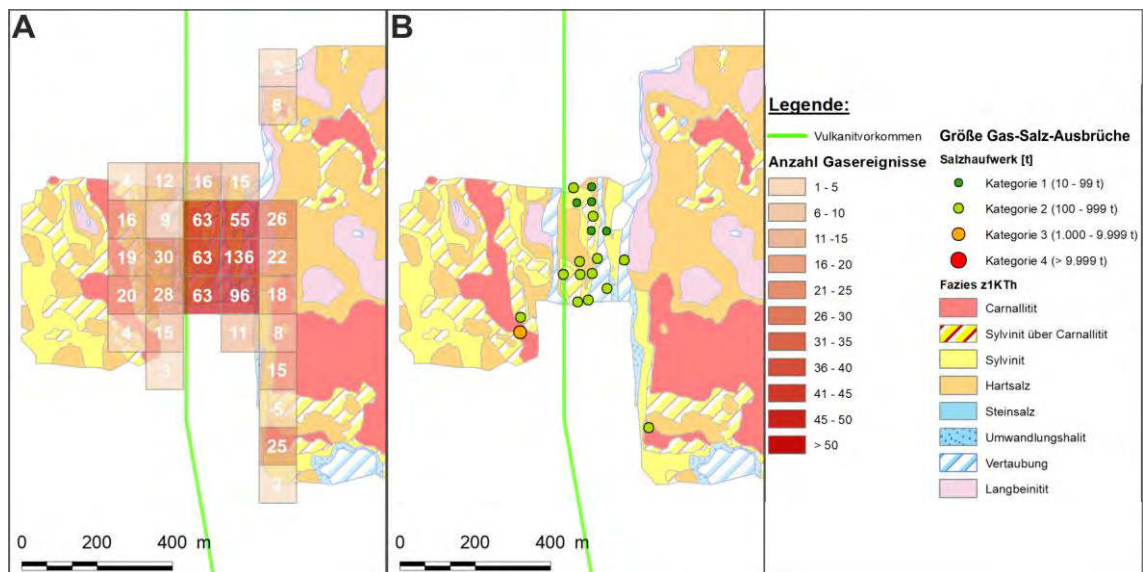 A
B
2
8
4 12 16 15
16 9 63 55 26
19 30 63 136 22
20 28 63 96 18
4 15 11 8
3 15
5
25
3
0 200 400 m
0 200 400 m
Legende:
Vulkanitvorkommen
Anzahl Gasereignisse
1 - 5
6 - 10
11 - 15
16 - 20
21 - 25
26 - 30
31 - 35
36 - 40
41 - 45
45 - 50
> 50
Größe Gas-Salz-Ausbrüche
Salzhaufwerk [t]
Kategorie 1 (10 - 99 t)
Kategorie 2 (100 - 999 t)
Kategorie 3 (1.000 - 9.999 t)
Kategorie 4 (> 9.999 t)
Fazies z1KTh
Carnallitit
Sylvinit über Carnallitit
Sylvinit
Hartsalz
Steinsalz
Umwandlungshalit
Vertaubung
Langbeinitit